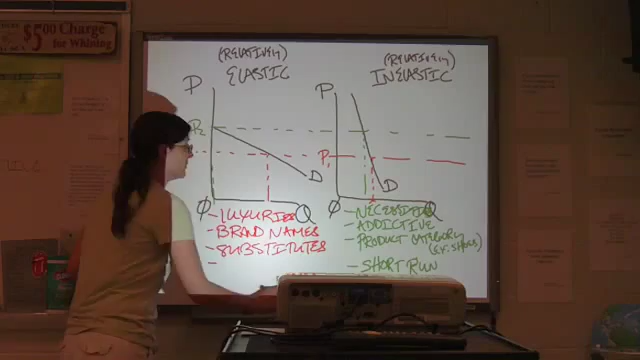 $5.00 Charge
for Whining
(RELATIVELY)
ELASTIC
P
P2
D
Ø
Q
- LUXURIES
- BRAND NAMES
- SUBSTITUTES
-
(RELATIVELY)
INELASTIC
P
P1
D
Ø
Q
- NECESSITIES
- ADDICTIVE
- PRODUCT CATEGORY
(EX: SHOES)
- SHORT RUN